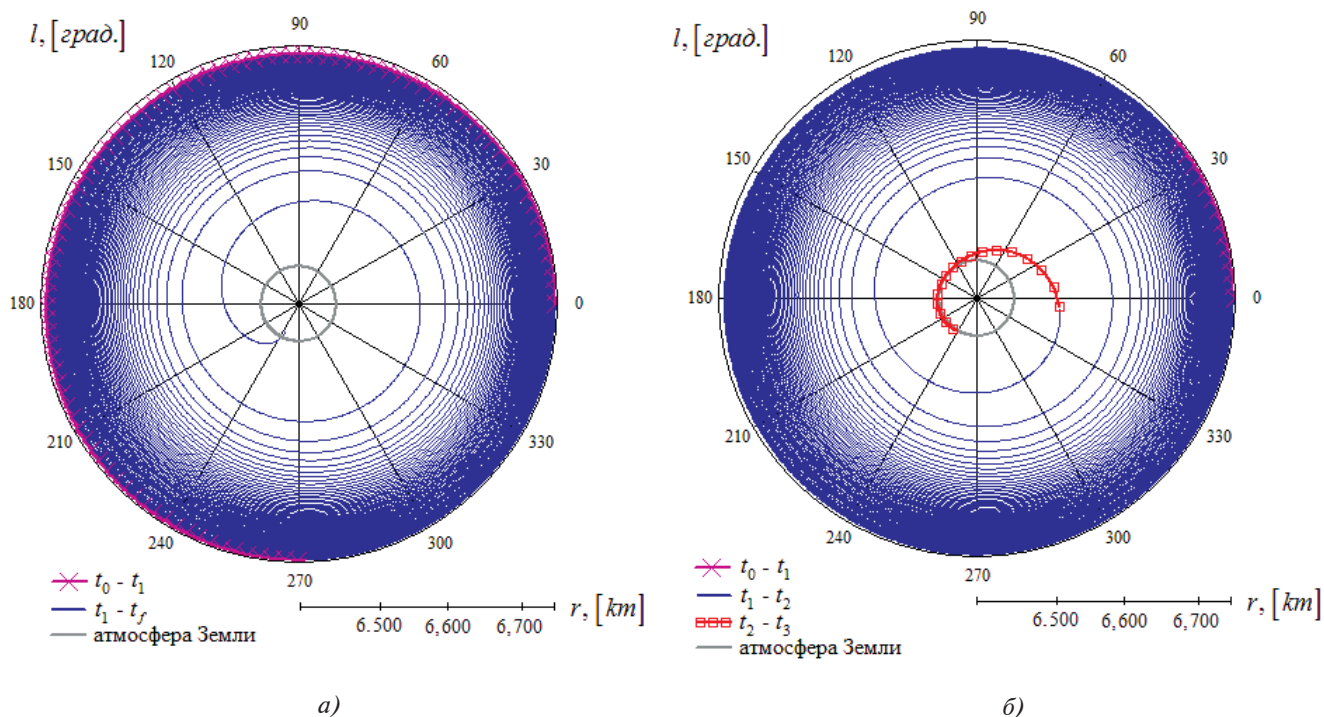 l, [град.]
90
120
60
150
30
180
0
210
330
240
300
270
t₀ - t₁
t₁ - t_f
атмосфера Земли
6.500 6,600 6,700
r, [km]
а)
l, [град.]
90
120
60
150
30
180
0
210
330
240
300
270
t₀ - t₁
t₁ - t₂
t₂ - t₃
атмосфера Земли
6.500 6,600 6,700
r, [km]
б)